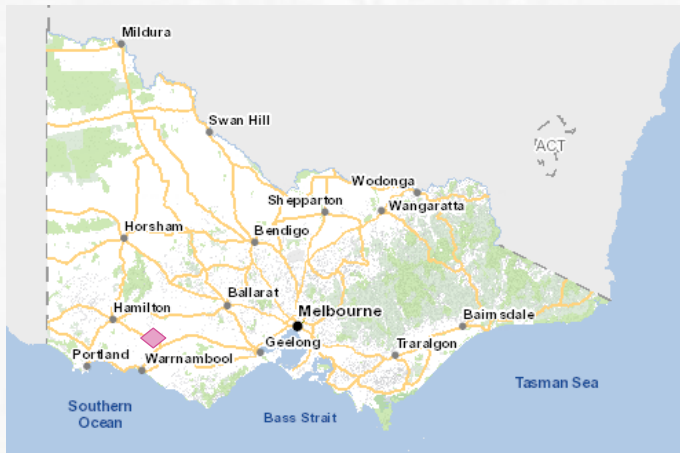 Mildura
Swan Hill
ACT
Wodonga
Shepparton
Wangaratta
Horsham
Bendigo
Ballarat
Hamilton
Melbourne
Bairnsdale
Geelong
Traralgon
Portland
Warrnambool
Tasman Sea
Southern
Ocean
Bass Strait